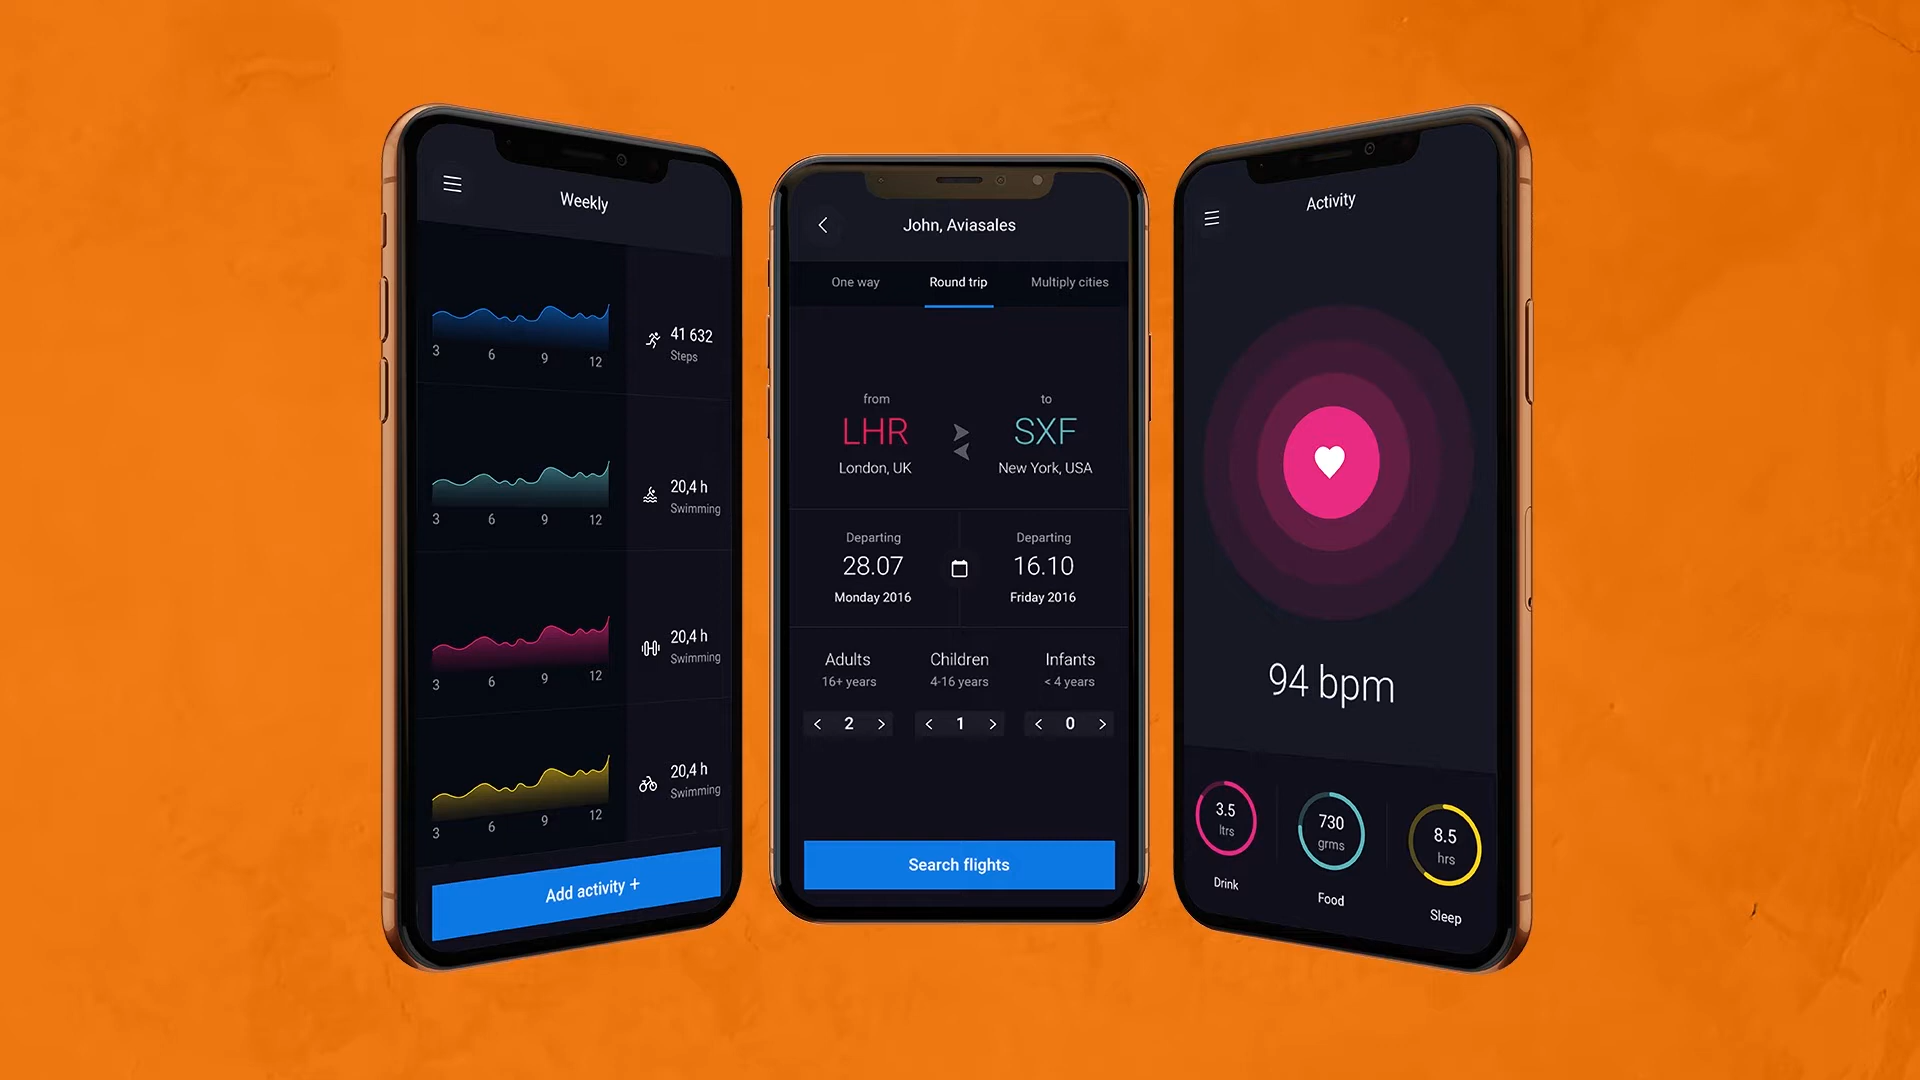 Weekly
3 6 9 12
41 632
Steps
3 6 9 12
20,4 h
Swimming
3 6 9 12
20,4 h
Swimming
3 6 9 12
20,4 h
Swimming
Add activity +
John, Aviasales
One way Round trip Multiply cities
from to
LHR SXF
London, UK New York, USA
Departing Departing
28.07 16.10
Monday 2016 Friday 2016
Adults Children Infants
16+ years 4-16 years < 4 years
< 2 > < 1 > < 0 >
Search flights
Activity
94 bpm
3.5 730 8.5
ltrs grms hrs
Drink Food Sleep